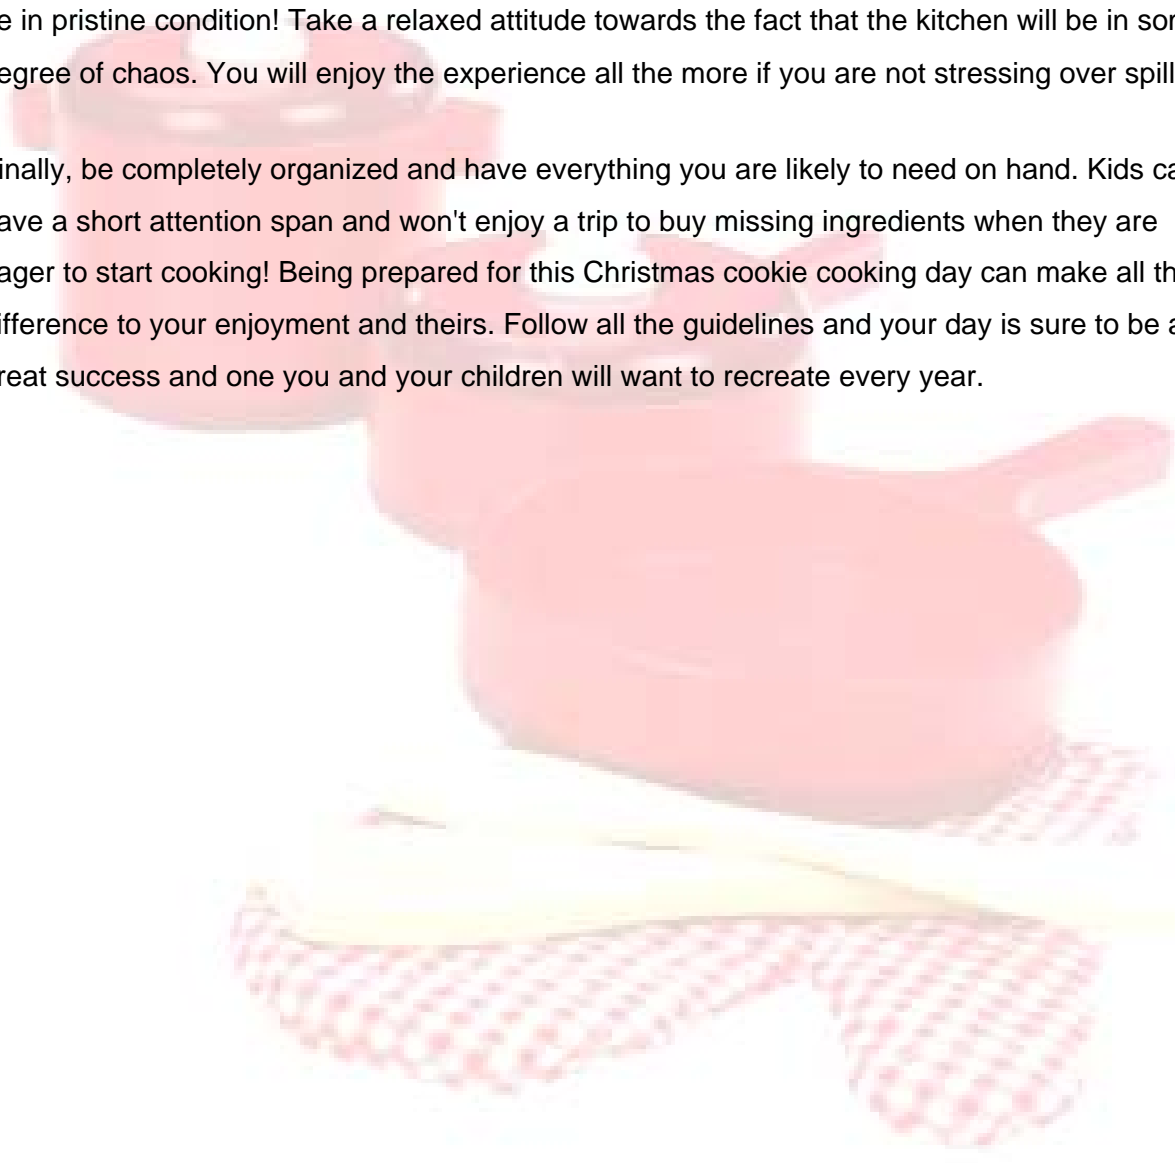 e in pristine condition! Take a relaxed attitude towards the fact that the kitchen will be in sor
egree of chaos. You will enjoy the experience all the more if you are not stressing over spill
inally, be completely organized and have everything you are likely to need on hand. Kids ca
ave a short attention span and won't enjoy a trip to buy missing ingredients when they are
ager to start cooking! Being prepared for this Christmas cookie cooking day can make all th
ifference to your enjoyment and theirs. Follow all the guidelines and your day is sure to be a
reat success and one you and your children will want to recreate every year.